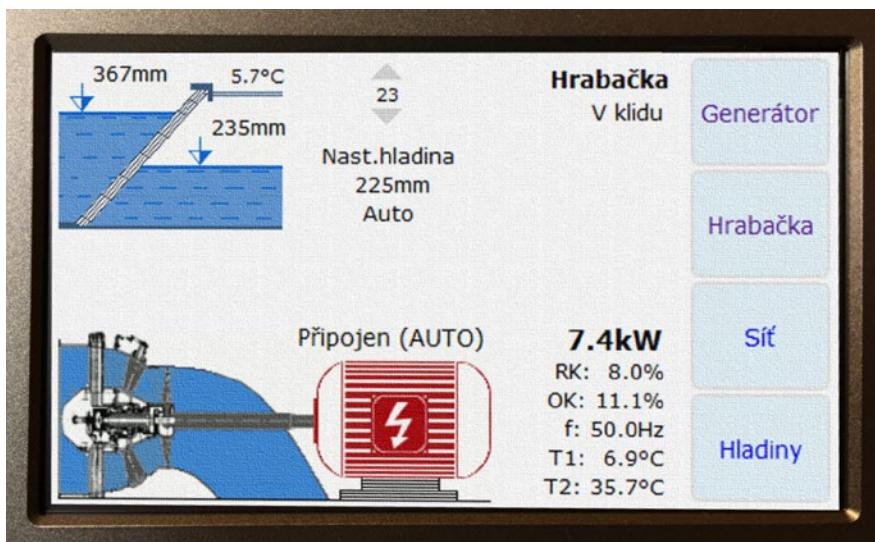 367mm
5.7°C
235mm
23
Nast.hladina
225mm
Auto
Hrabačka
V klidu
Generátor
Hrabačka
Síť
Hladiny
Připojen (AUTO)
7.4kW
RK: 8.0%
OK: 11.1%
f: 50.0Hz
T1: 6.9°C
T2: 35.7°C